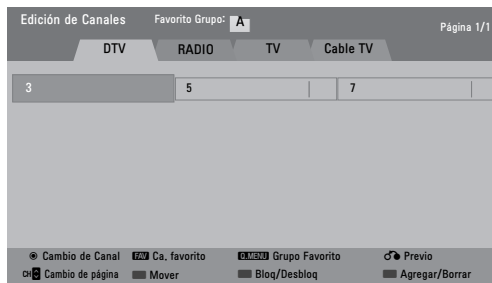 Edición de Canales Favorito Grupo: A Página 1/1
DTV RADIO TV Cable TV
3 5 7
Cambio de Canal FAV Ca. favorito Q.MENU Grupo Favorito Previo
CH Cambio de página Mover Bloq/Desbloq Agregar/Borrar